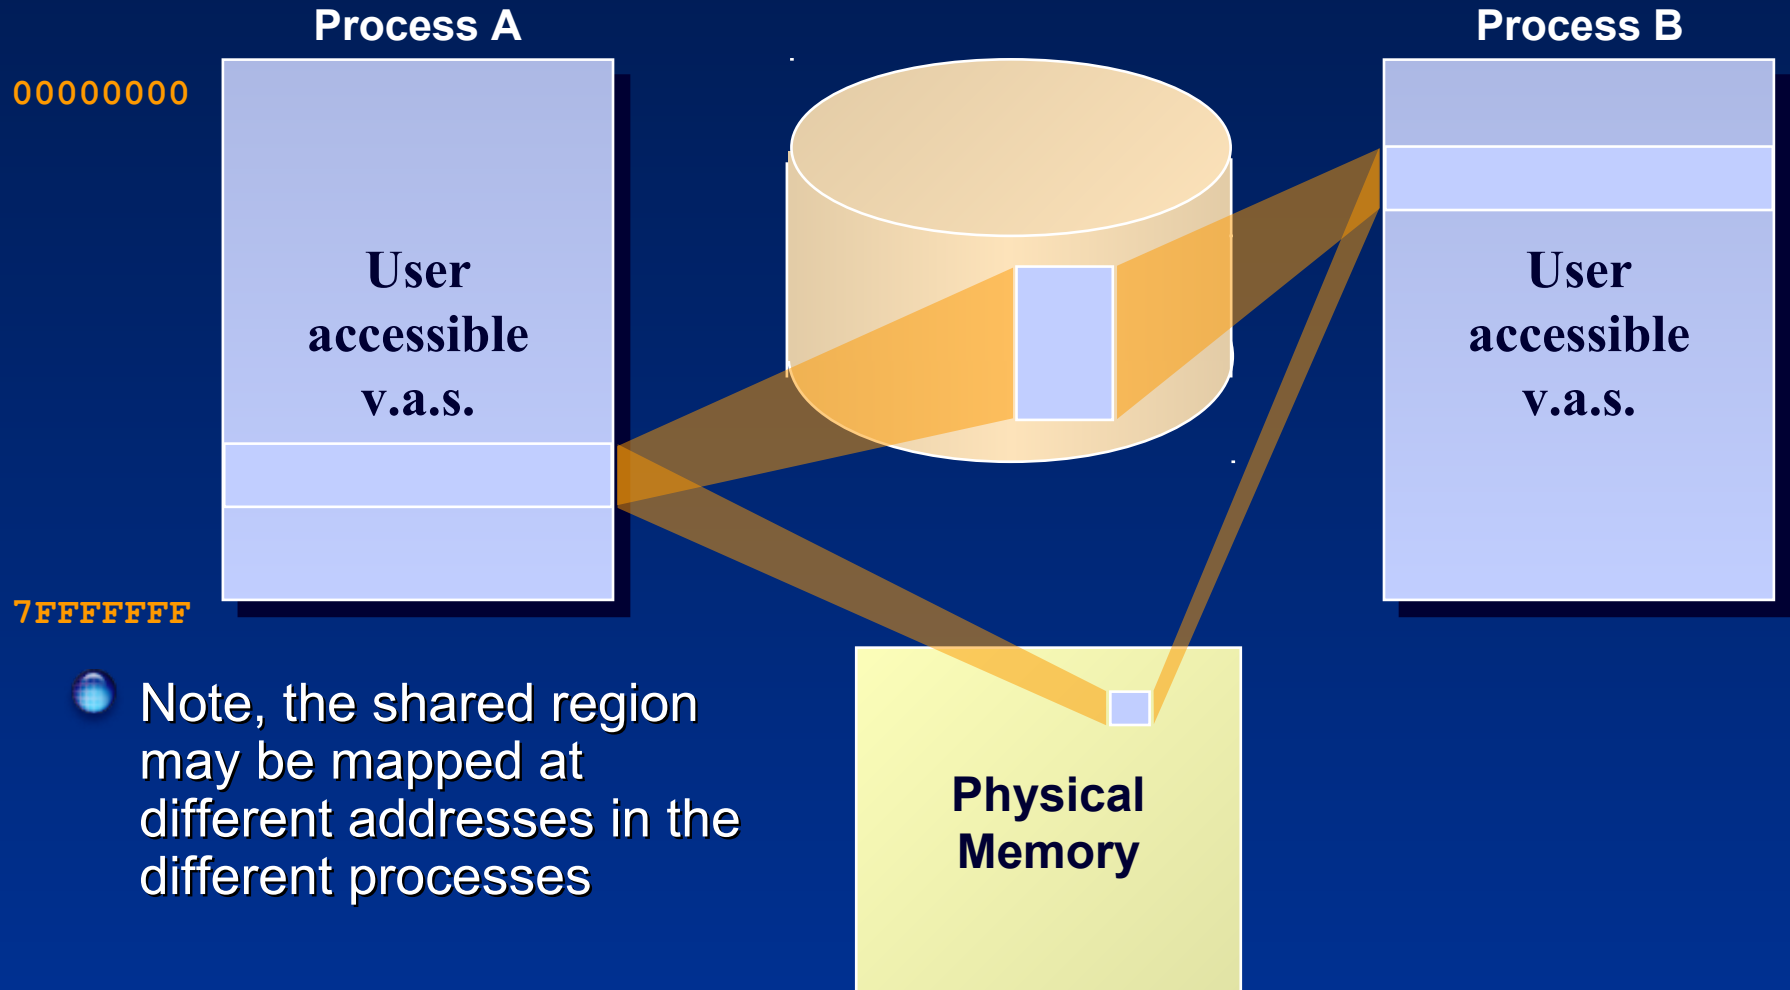 Process A
Process B
00000000
User
accessible
v.a.s.
User
accessible
v.a.s.
7FFFFFFF
Note, the shared region
may be mapped at
different addresses in the
different processes
Physical
Memory